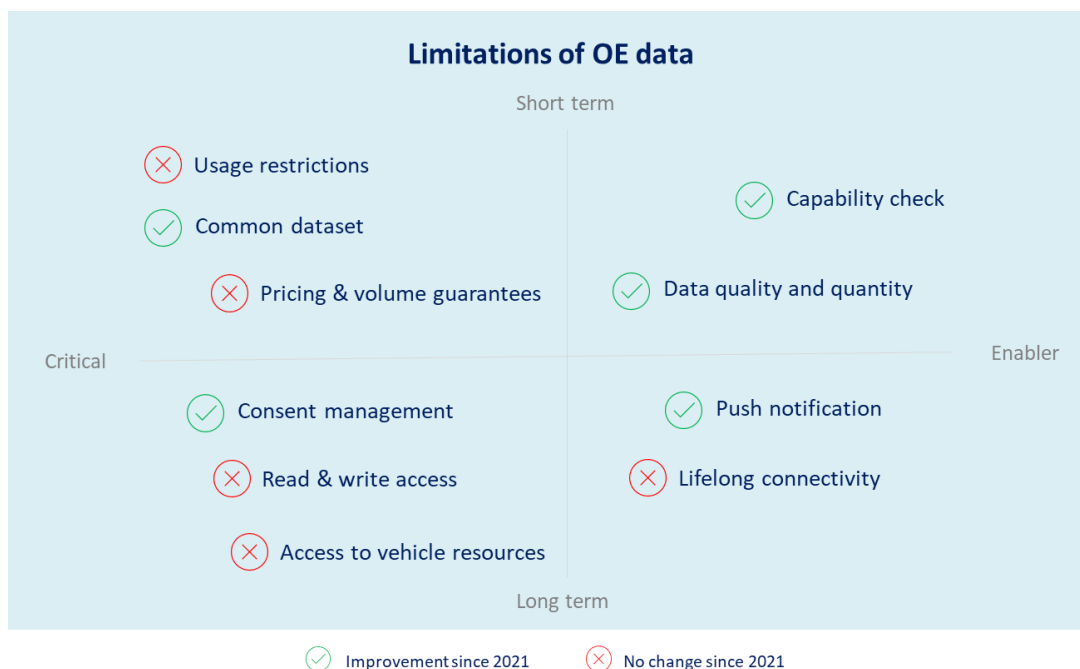 Limitations of OE data
Short term
Usage restrictions
Capability check
Common dataset
Data quality and quantity
Pricing & volume guarantees
Critical
Enabler
Consent management
Push notification
Read & write access
Lifelong connectivity
Access to vehicle resources
Long term
Improvement since 2021
No change since 2021